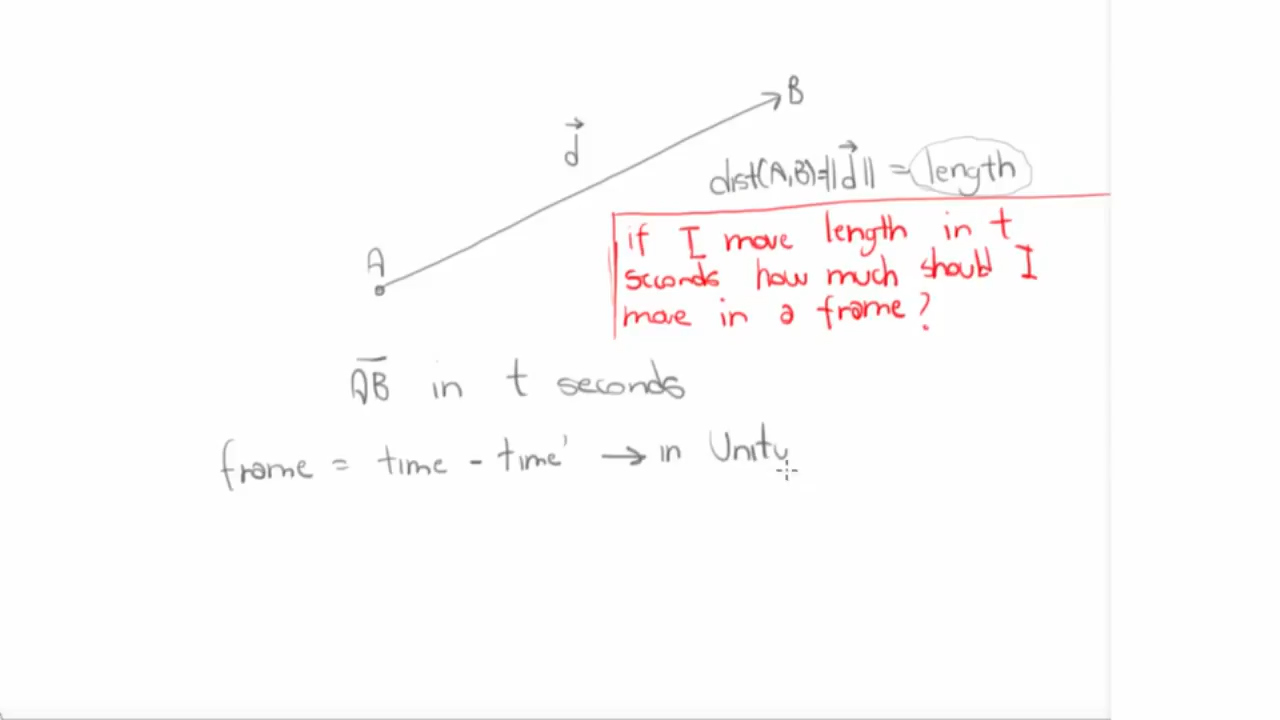 B
d
dist(A,B)=||d|| = length
if I move length in t
seconds how much should I
move in a frame?
A
AB in t seconds
frame = time - time' → in Unity